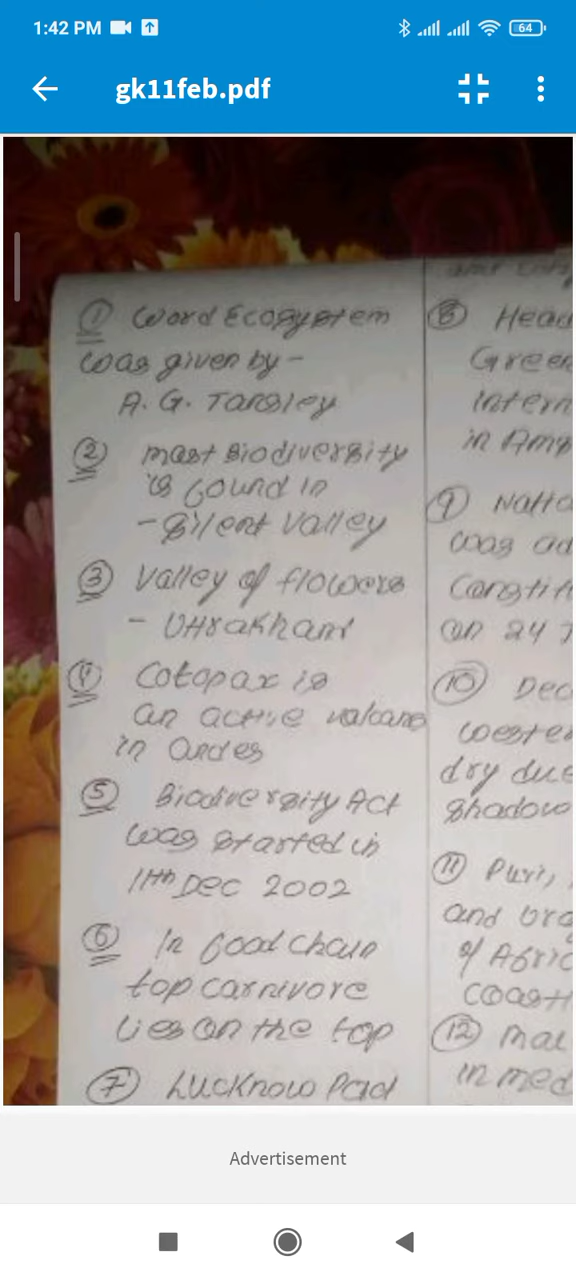 1:42 PM 64
gk11feb.pdf
① Word Ecosystem
was given by -
A. G. Tansley
② most Biodiversity
is found in
- Silent Valley
③ Valley of flowers
- Uttrakhand
④ Cotopax is
an active valcano
in Andes
⑤ Biodiversity Act
was started in
11th Dec 2002
⑥ In food chain
top carnivore
lies on the top
⑦ Lucknow Pact
⑧ Head
Green
intern
in Ams
⑨ Natio
was ad
Constit
on 24 J
⑩ Dec
wester
dry due
shadow
⑪ Puri,
and
of Afric
coast
⑫
in med
Advertisement